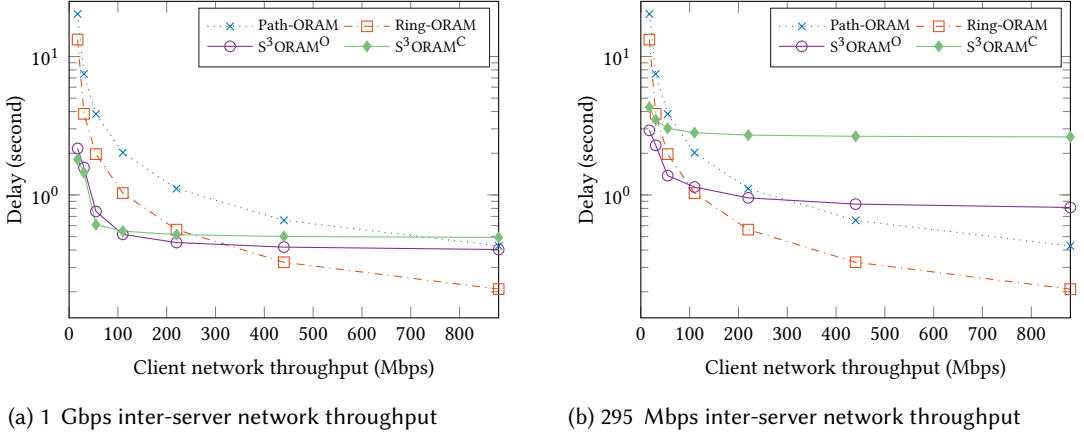 Path-ORAM Ring-ORAM
S³ORAMᴼ S³ORAMᶜ
10¹
10⁰
Delay (second)
0 100 200 300 400 500 600 700 800
Client network throughput (Mbps)
(a) 1 Gbps inter-server network throughput
Path-ORAM Ring-ORAM
S³ORAMᴼ S³ORAMᶜ
10¹
10⁰
Delay (second)
0 100 200 300 400 500 600 700 800
Client network throughput (Mbps)
(b) 295 Mbps inter-server network throughput